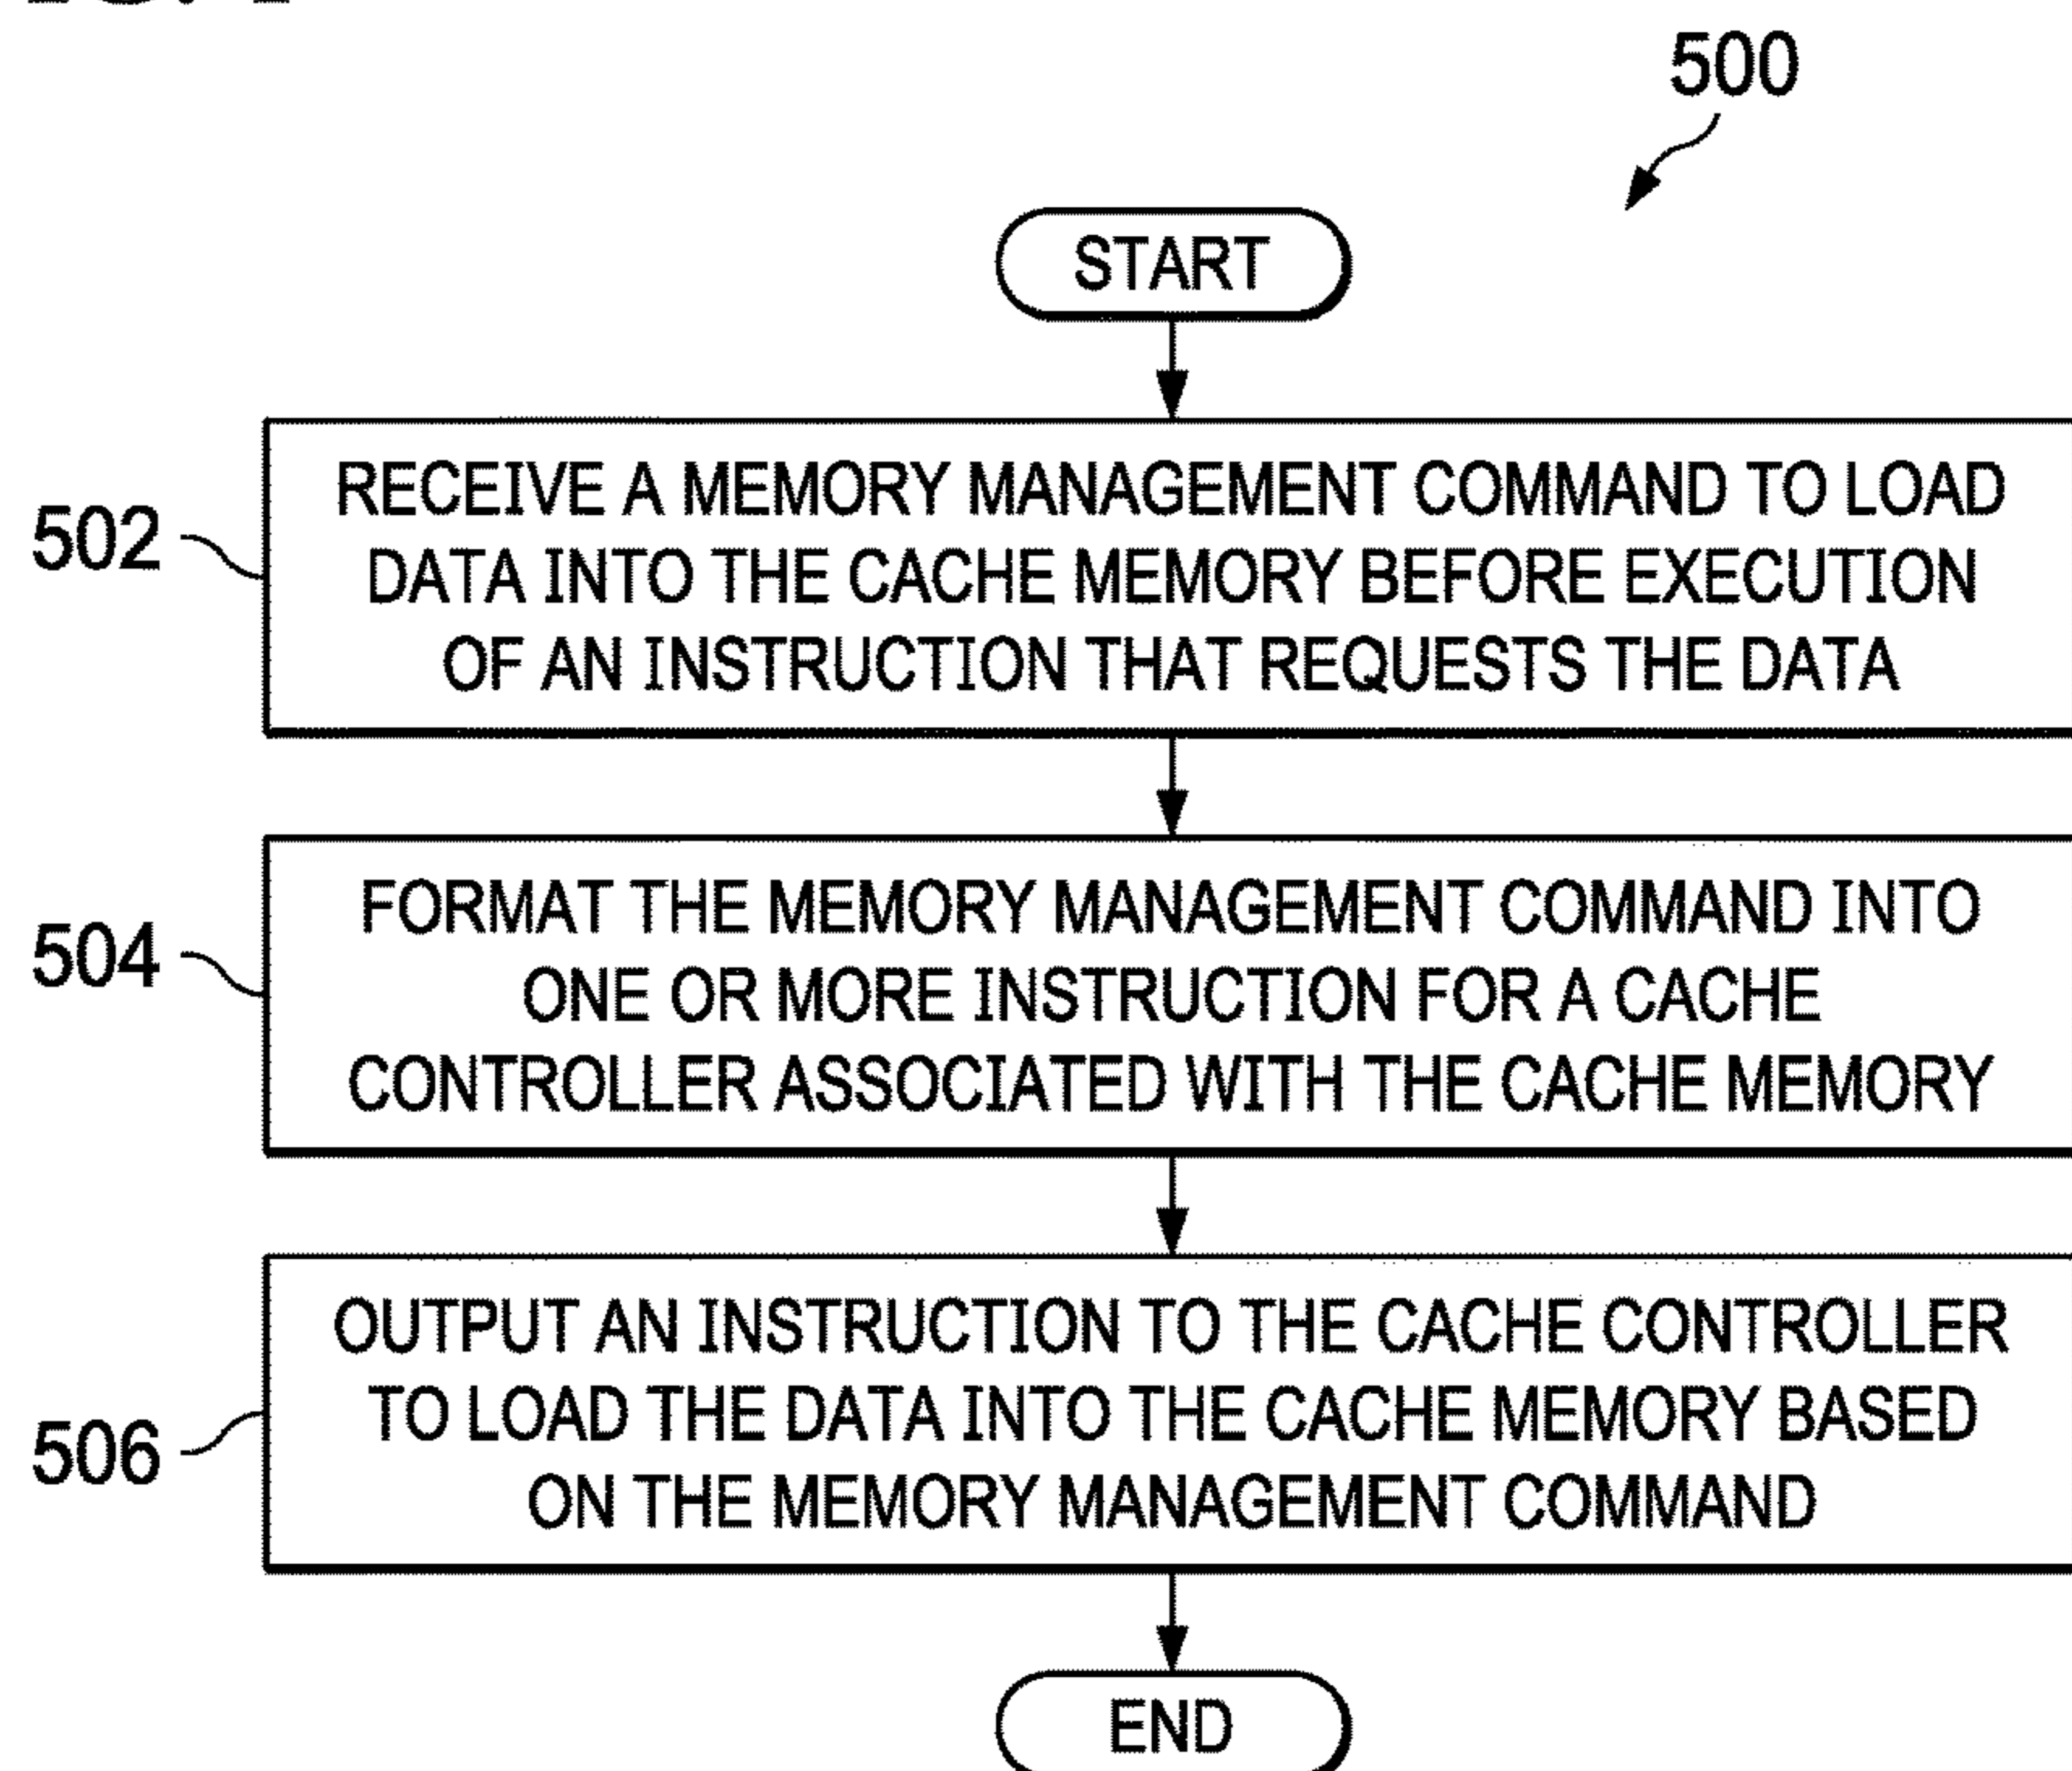 500
START
502
RECEIVE A MEMORY MANAGEMENT COMMAND TO LOAD
DATA INTO THE CACHE MEMORY BEFORE EXECUTION
OF AN INSTRUCTION THAT REQUESTS THE DATA
504
FORMAT THE MEMORY MANAGEMENT COMMAND INTO
ONE OR MORE INSTRUCTION FOR A CACHE
CONTROLLER ASSOCIATED WITH THE CACHE MEMORY
506
OUTPUT AN INSTRUCTION TO THE CACHE CONTROLLER
TO LOAD THE DATA INTO THE CACHE MEMORY BASED
ON THE MEMORY MANAGEMENT COMMAND
END